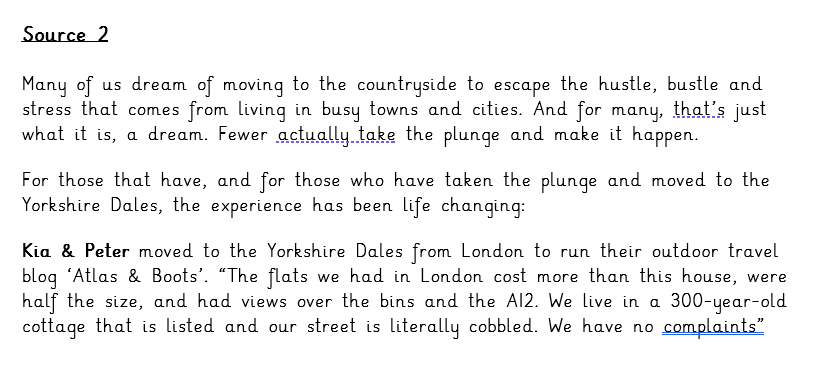 Source 2
Many of us dream of moving to the countryside to escape the hustle, bustle and
stress that comes from living in busy towns and cities. And for many, that's just
what it is, a dream. Fewer actually take the plunge and make it happen.
For those that have, and for those who have taken the plunge and moved to the
Yorkshire Dales, the experience has been life changing:
Kia & Peter moved to the Yorkshire Dales from London to run their outdoor travel
blog ‘Atlas & Boots’. “The flats we had in London cost more than this house, were
half the size, and had views over the bins and the A12. We live in a 300-year-old
cottage that is listed and our street is literally cobbled. We have no complaints”